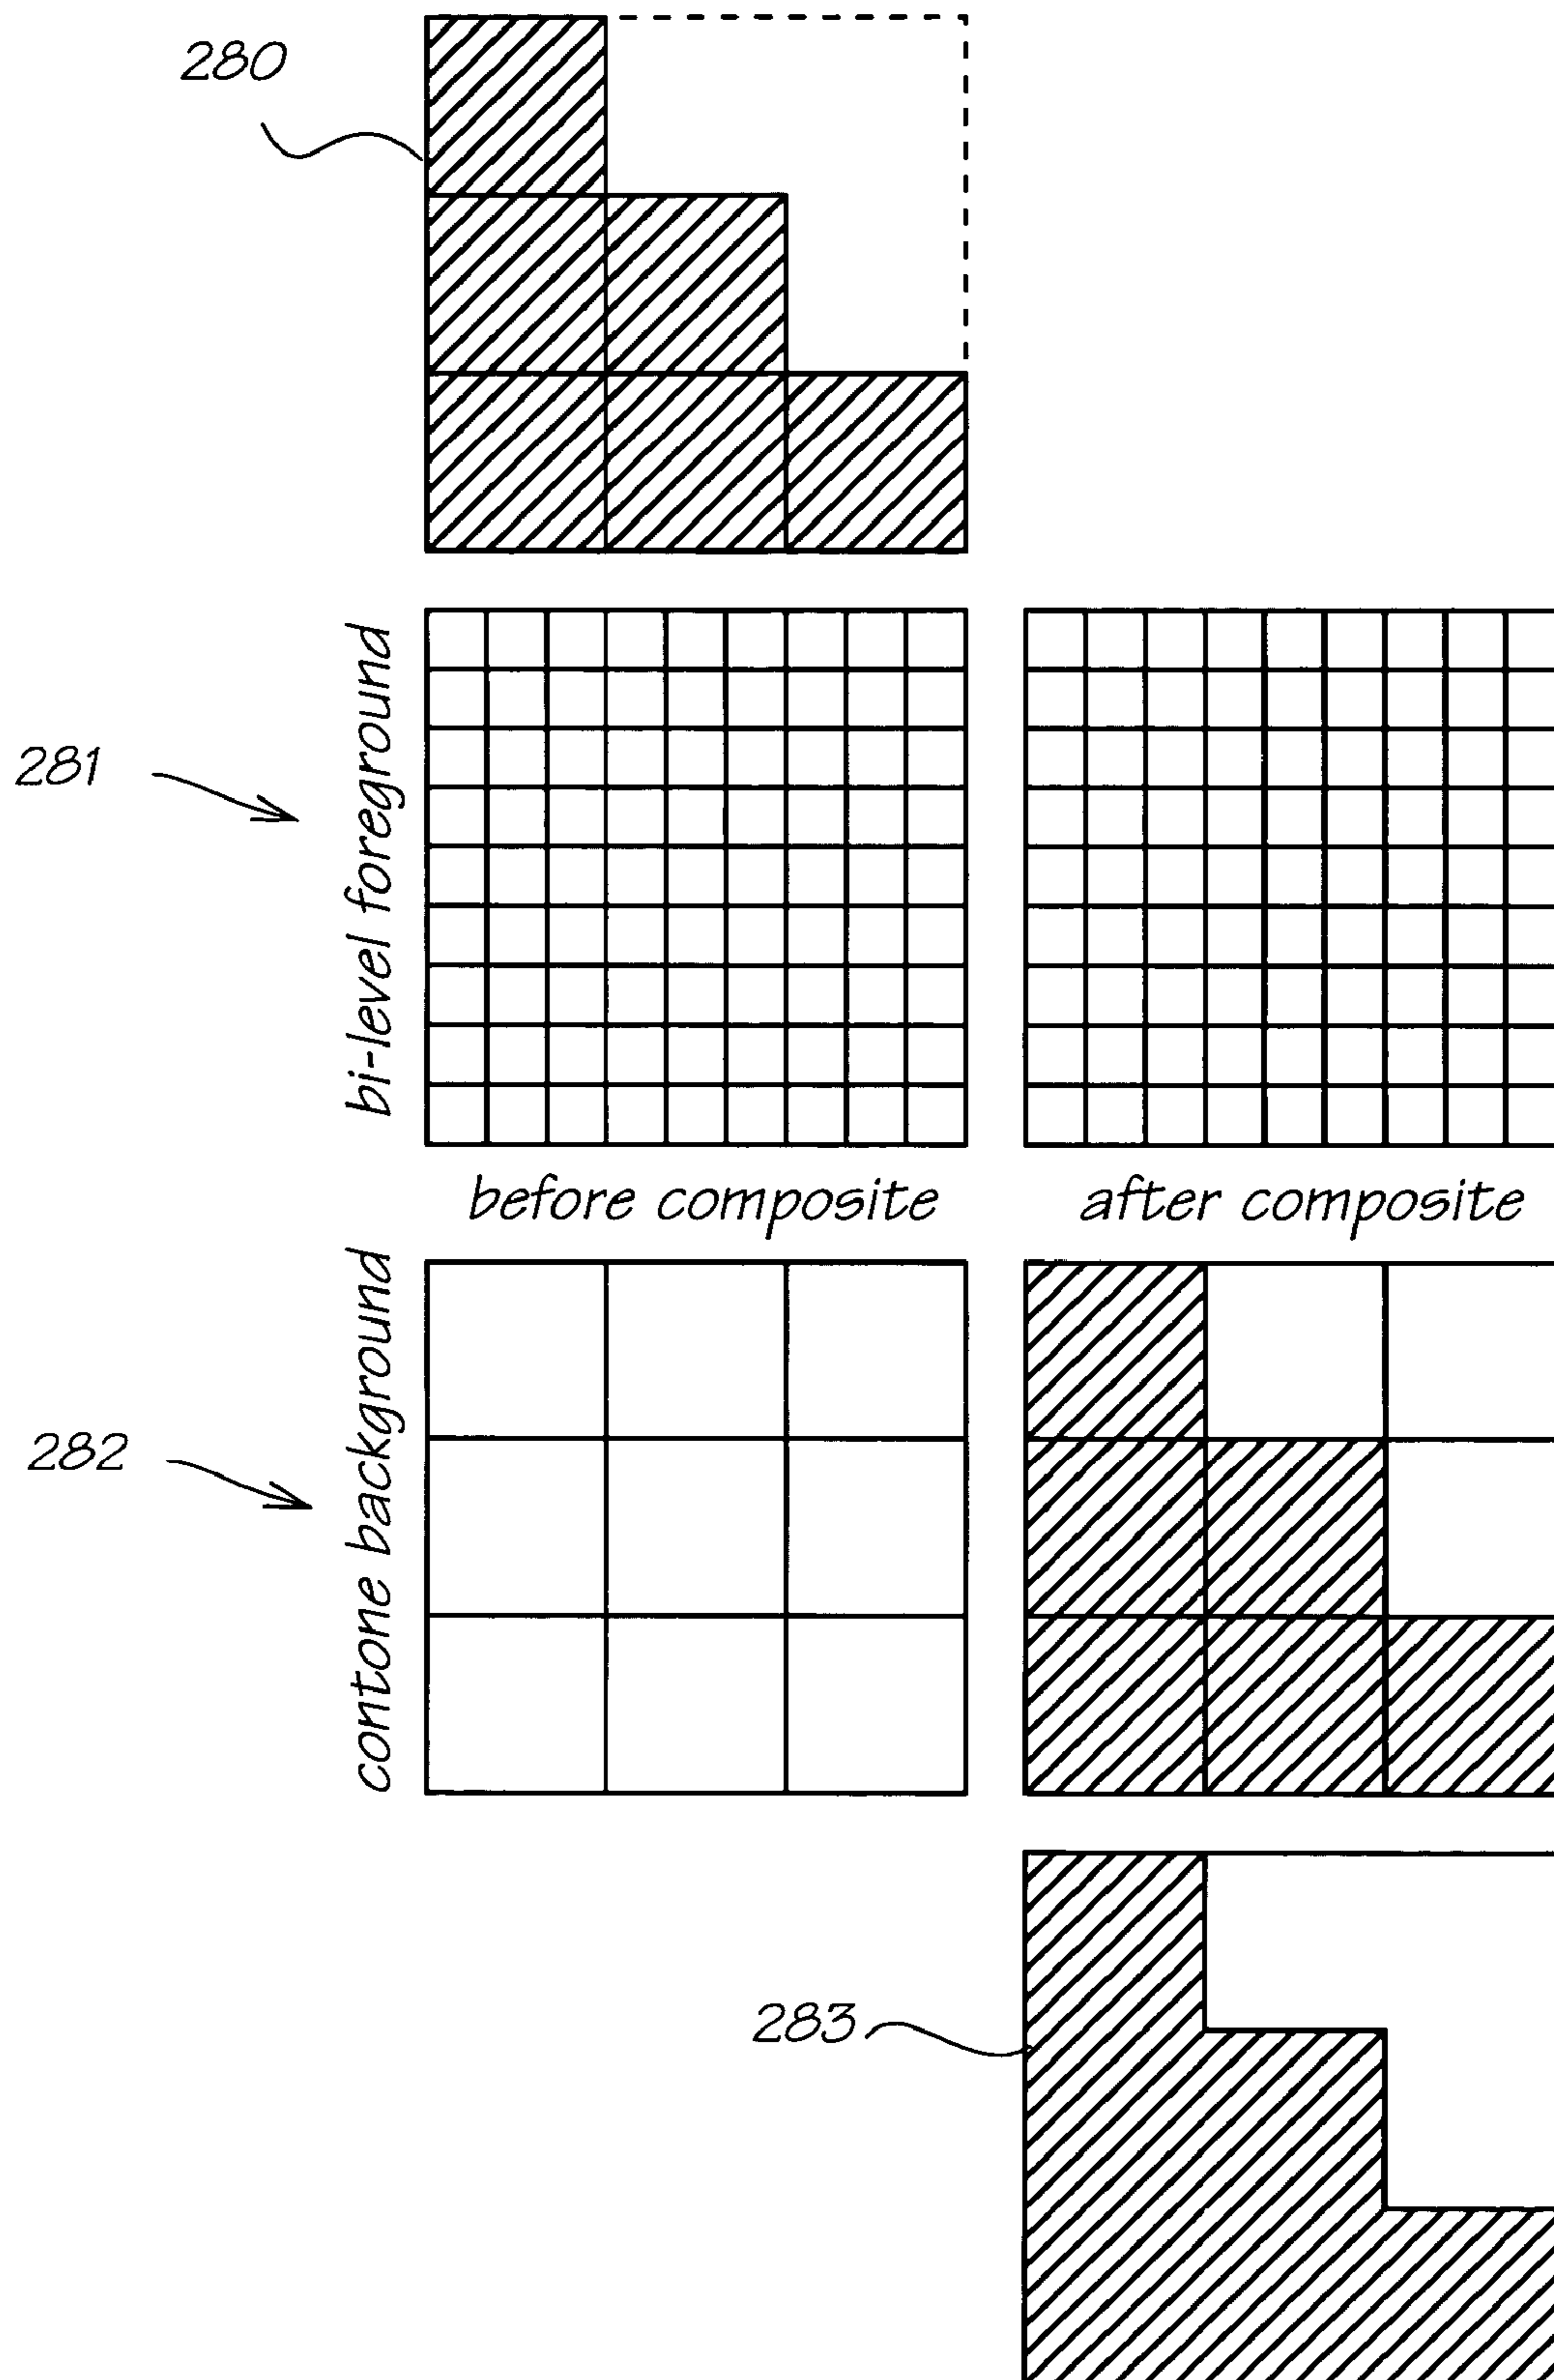 280
281
bi-level foreground
before composite
after composite
282
contone background
283